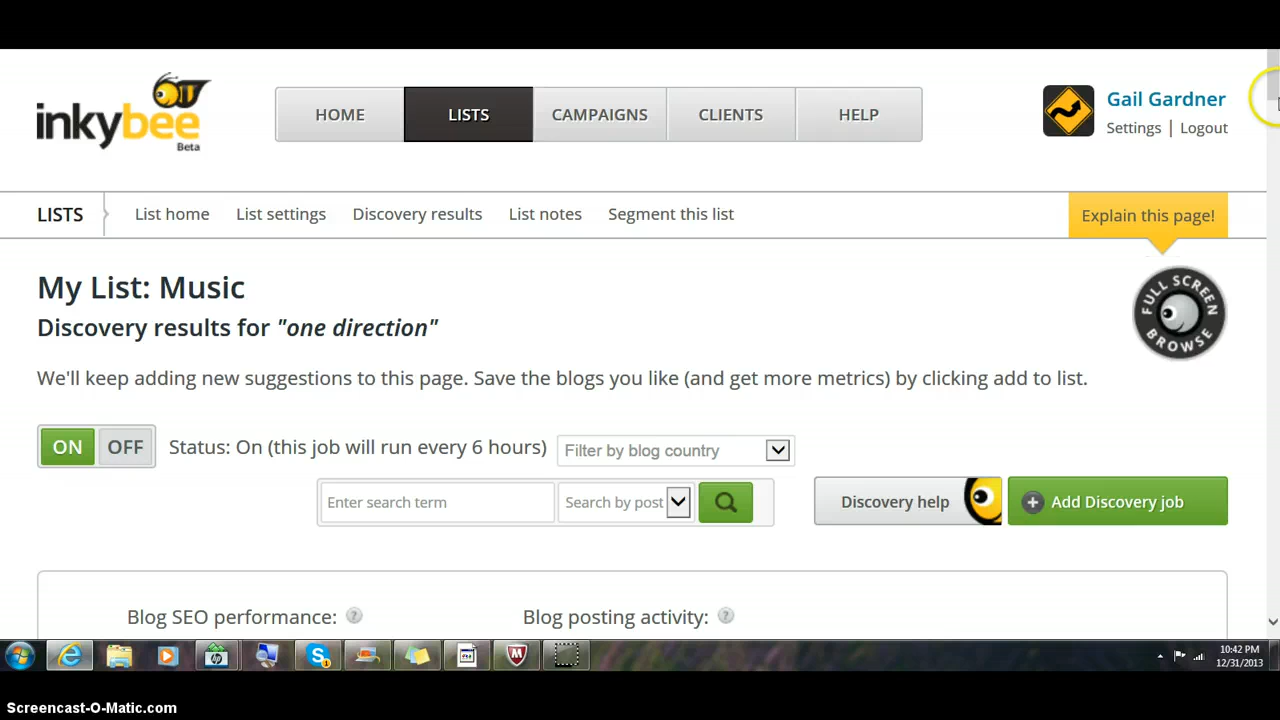 inkybee
Beta
HOME
LISTS
CAMPAIGNS
CLIENTS
HELP
Gail Gardner
Settings | Logout
LISTS
List home
List settings
Discovery results
List notes
Segment this list
Explain this page!
My List: Music
FULL SCREEN
BROWSE
Discovery results for "one direction"
We'll keep adding new suggestions to this page. Save the blogs you like (and get more metrics) by clicking add to list.
ON OFF
Status: On (this job will run every 6 hours)
Filter by blog country
Enter search term
Search by post
Discovery help
+ Add Discovery job
Blog SEO performance: ?
Blog posting activity: ?
10:42 PM
12/31/2013
Screencast-O-Matic.com